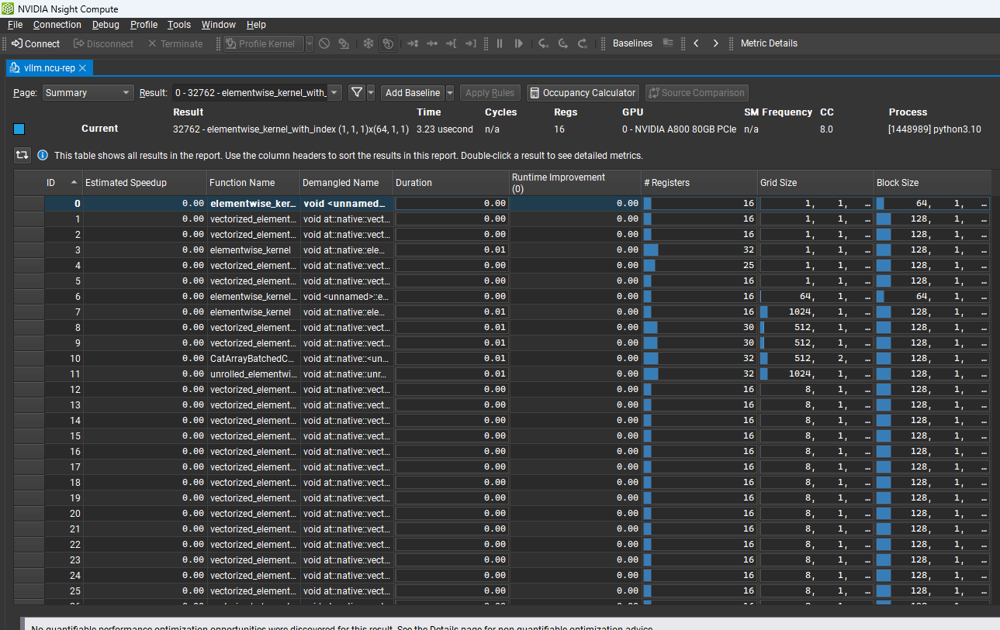 NVIDIA Nsight Compute
File Connection Debug Profile Tools Window Help
Connect Disconnect Terminate Profile Kernel Baselines Metric Details
vllm.ncu-rep
Page: Summary Result: 0 - 32762 - elementwise_kernel_with_ Add Baseline Apply Rules Occupancy Calculator Source Comparison
Result Time Cycles Regs GPU SM Frequency CC Process
Current 32762 - elementwise_kernel_with_index (1, 1, 1)x(64, 1, 1) 3.23 usecond n/a 16 0 - NVIDIA A800 80GB PCIe n/a 8.0 [1448989] python3.10
This table shows all results in the report. Use the column headers to sort the results in this report. Double-click a result to see detailed metrics.
ID Estimated Speedup Function Name Demangled Name Duration Runtime Improvement (0) # Registers Grid Size Block Size
0 0.00 elementwise_ker... void <unnamed... 0.00 0.00 16 1, 1, ... 64, 1, ...
1 0.00 vectorized_element... void at::native::vect... 0.00 0.00 16 1, 1, ... 128, 1, ...
2 0.00 vectorized_element... void at::native::vect... 0.00 0.00 16 1, 1, ... 128, 1, ...
3 0.00 elementwise_kernel void at::native::ele... 0.01 0.00 32 1, 1, ... 128, 1, ...
4 0.00 vectorized_element... void at::native::vect... 0.00 0.00 25 1, 1, ... 128, 1, ...
5 0.00 vectorized_element... void at::native::vect... 0.00 0.00 16 1, 1, ... 128, 1, ...
6 0.00 elementwise_kernel... void <unnamed>::e... 0.00 0.00 16 64, 1, ... 64, 1, ...
7 0.00 elementwise_kernel void at::native::ele... 0.01 0.00 16 1024, 1, ... 128, 1, ...
8 0.00 vectorized_element... void at::native::vect... 0.01 0.00 30 512, 1, ... 128, 1, ...
9 0.00 vectorized_element... void at::native::vect... 0.01 0.00 30 512, 1, ... 128, 1, ...
10 0.00 CatArrayBatchedC... void at::native::<un... 0.01 0.00 32 512, 2, ... 128, 1, ...
11 0.00 unrolled_elementwi... void at::native::unr... 0.01 0.00 32 1024, 1, ... 128, 1, ...
12 0.00 vectorized_element... void at::native::vect... 0.00 0.00 16 8, 1, ... 128, 1, ...
13 0.00 vectorized_element... void at::native::vect... 0.00 0.00 16 8, 1, ... 128, 1, ...
14 0.00 vectorized_element... void at::native::vect... 0.00 0.00 16 8, 1, ... 128, 1, ...
15 0.00 vectorized_element... void at::native::vect... 0.00 0.00 16 8, 1, ... 128, 1, ...
16 0.00 vectorized_element... void at::native::vect... 0.00 0.00 16 8, 1, ... 128, 1, ...
17 0.00 vectorized_element... void at::native::vect... 0.00 0.00 16 8, 1, ... 128, 1, ...
18 0.00 vectorized_element... void at::native::vect... 0.00 0.00 16 8, 1, ... 128, 1, ...
19 0.00 vectorized_element... void at::native::vect... 0.00 0.00 16 8, 1, ... 128, 1, ...
20 0.00 vectorized_element... void at::native::vect... 0.00 0.00 16 8, 1, ... 128, 1, ...
21 0.00 vectorized_element... void at::native::vect... 0.00 0.00 16 8, 1, ... 128, 1, ...
22 0.00 vectorized_element... void at::native::vect... 0.00 0.00 16 8, 1, ... 128, 1, ...
23 0.00 vectorized_element... void at::native::vect... 0.00 0.00 16 8, 1, ... 128, 1, ...
24 0.00 vectorized_element... void at::native::vect... 0.00 0.00 16 8, 1, ... 128, 1, ...
25 0.00 vectorized_element... void at::native::vect... 0.00 0.00 16 8, 1, ... 128, 1, ...
No quantifiable performance optimization opportunities were discovered for this result. See the Details page for non quantifiable optimization advice.